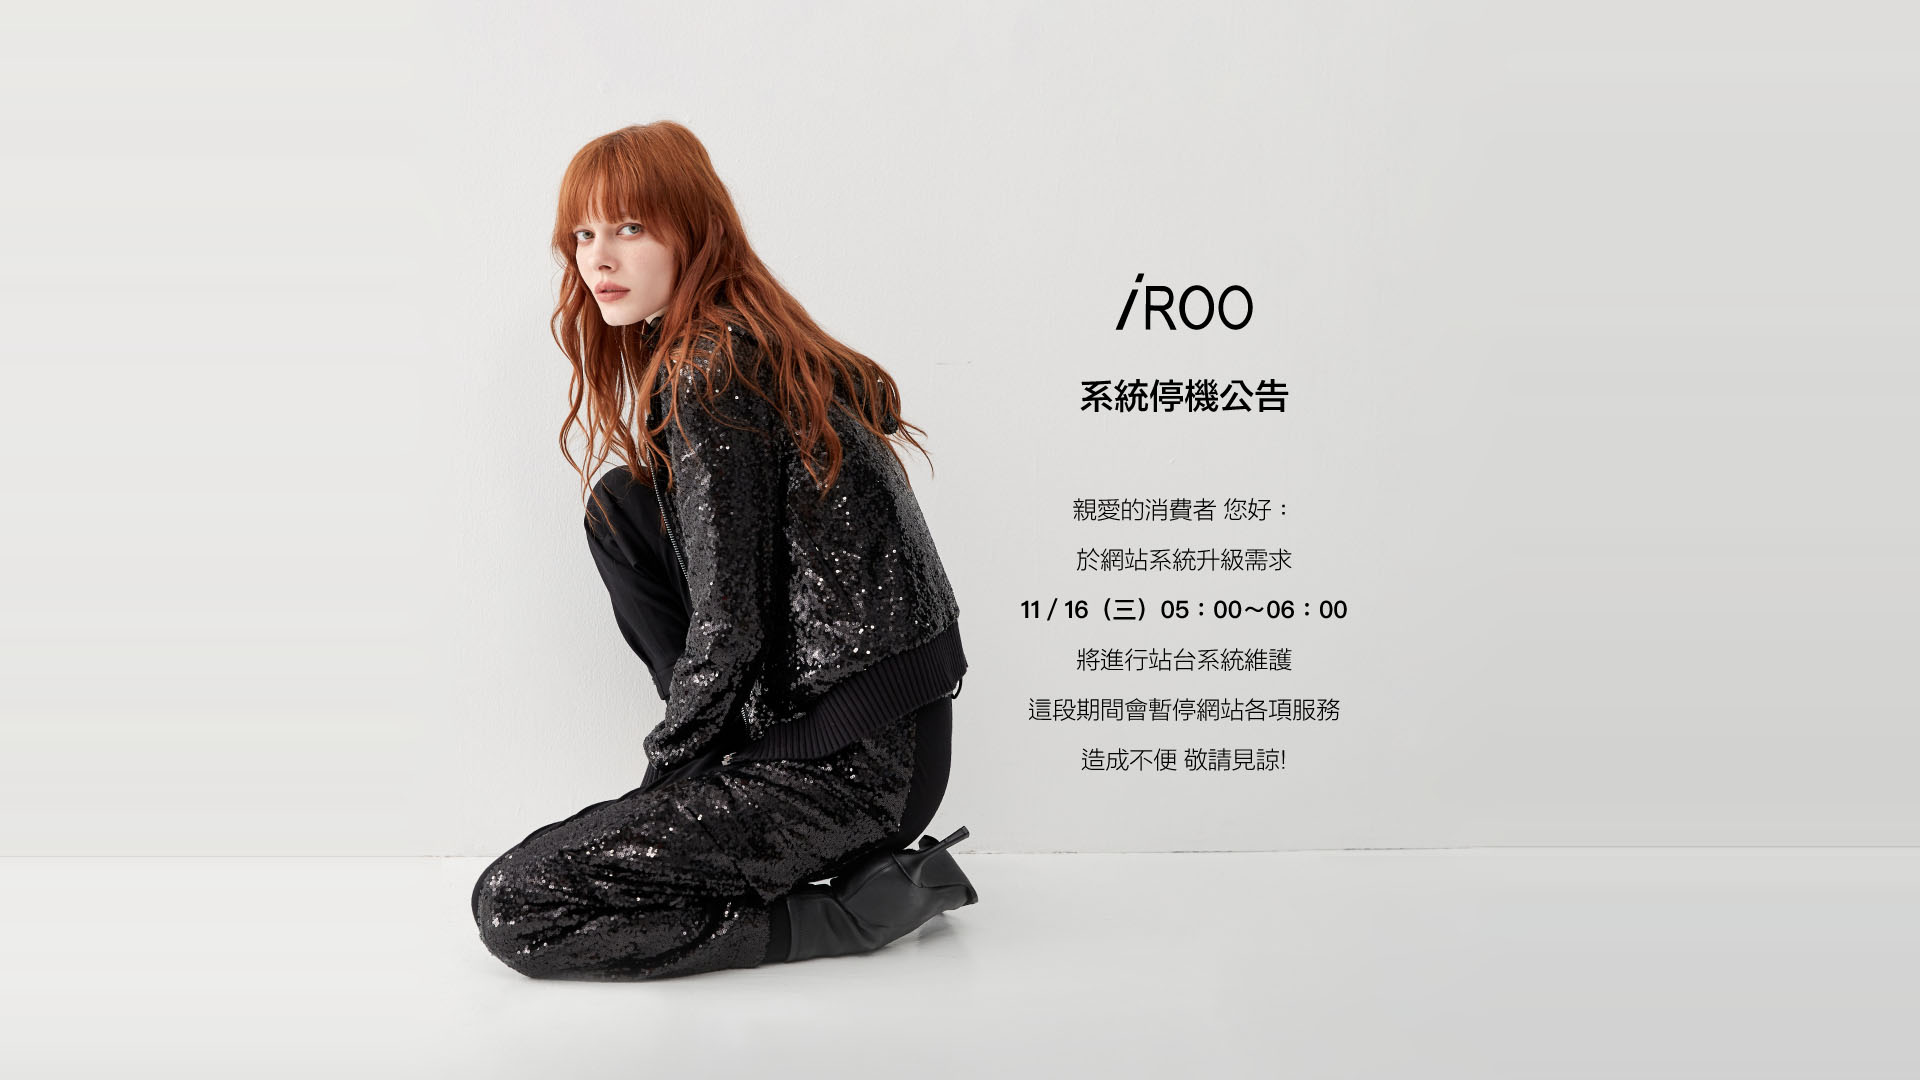 iROO
系統停機公告
親愛的消費者 您好：
於網站系統升級需求
11 / 16（三）05：00～06：00
將進行站台系統維護
這段期間會暫停網站各項服務
造成不便 敬請見諒!